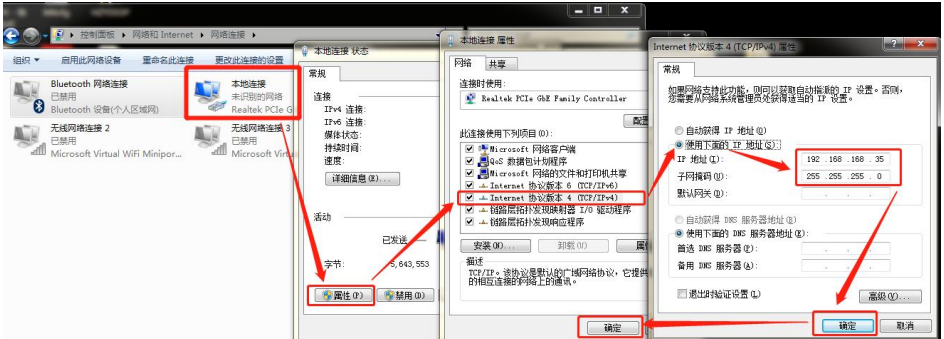 控制面板 ▸ 网络和 Internet ▸ 网络连接 ▸
组织 ▼ 启用此网络设备 重命名此连接 更改此连接的设置
Bluetooth 网络连接
已禁用
Bluetooth 设备(个人区域网)
本地连接
未识别的网络
Realtek PCIe G
无线网络连接 2
已禁用
Microsoft Virtual WiFi Minipor...
无线网络连接 3
已禁用
Microsoft Virtu
本地连接 状态
常规
连接
IPv4 连接:
IPv6 连接:
媒体状态:
持续时间:
速度:
详细信息(E)...
活动
已发送 —
字节: 5,643,553
属性(P) 禁用(D)
本地连接 属性
网络 共享
连接时使用:
Realtek PCIe GbE Family Controller
配置
此连接使用下列项目(O):
Microsoft 网络客户端
QoS 数据包计划程序
Microsoft 网络的文件和打印机共享
Internet 协议版本 6 (TCP/IPv6)
Internet 协议版本 4 (TCP/IPv4)
链路层拓扑发现映射器 I/O 驱动程序
链路层拓扑发现响应程序
安装(N)... 卸载(U) 属
描述
TCP/IP。该协议是默认的广域网络协议，它提供
的相互连接的网络上的通讯。
确定
Internet 协议版本 4 (TCP/IPv4) 属性
常规
如果网络支持此功能，则可以获取自动指派的 IP 设置。否则，
您需要从网络系统管理员处获得适当的 IP 设置。
自动获得 IP 地址(O)
使用下面的 IP 地址(S):
IP 地址(I): 192 .168 .168 . 35
子网掩码(U): 255 .255 .255 . 0
默认网关(D):
自动获得 DNS 服务器地址(B)
使用下面的 DNS 服务器地址(E):
首选 DNS 服务器(P):
备用 DNS 服务器(A):
退出时验证设置(L)
高级(V)...
确定 取消